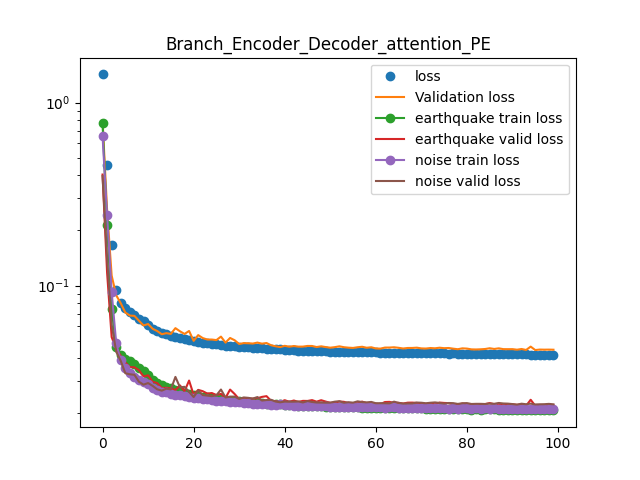 Branch_Encoder_Decoder_attention_PE
loss
Validation loss
earthquake train loss
earthquake valid loss
noise train loss
noise valid loss
10⁰
10⁻¹
0 20 40 60 80 100